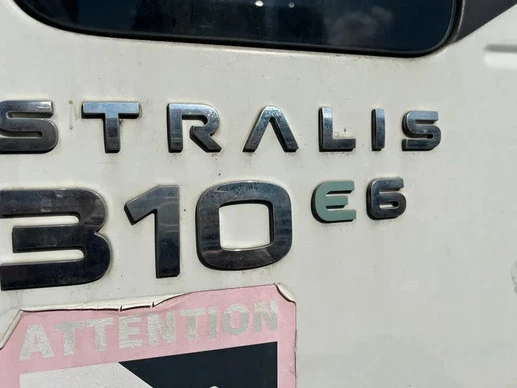 STRALIS
310 E6
ATTENTION